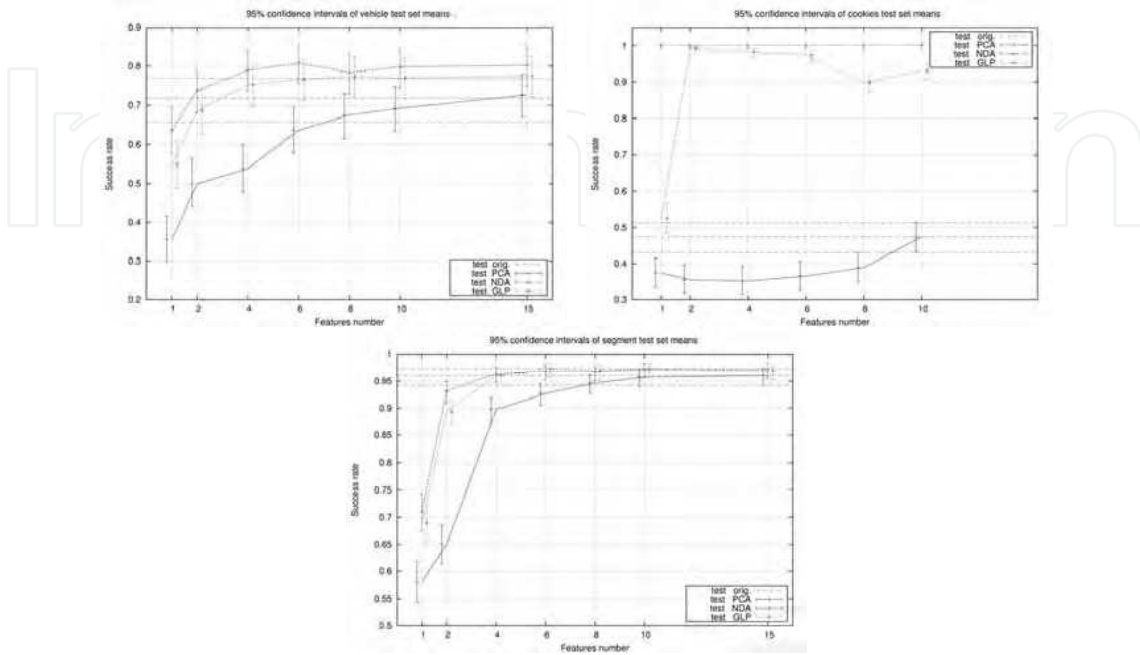 95% confidence intervals of vehicle test set means
0.9
0.8
0.7
0.6
0.5
0.4
0.3
0.2
Success rate
1 2 4 6 8 10 15
Features number
test orig.
test PCA
test NDA
test GLP
95% confidence intervals of cookies test set means
1
0.9
0.8
0.7
0.6
0.5
0.4
0.3
Success rate
1 2 4 6 8 10
Features number
test orig.
test PCA
test NDA
test GLP
95% confidence intervals of segment test set means
1
0.95
0.9
0.85
0.8
0.75
0.7
0.65
0.6
0.55
0.5
Success rate
1 2 4 6 8 10 15
Features number
test orig.
test PCA
test NDA
test GLP